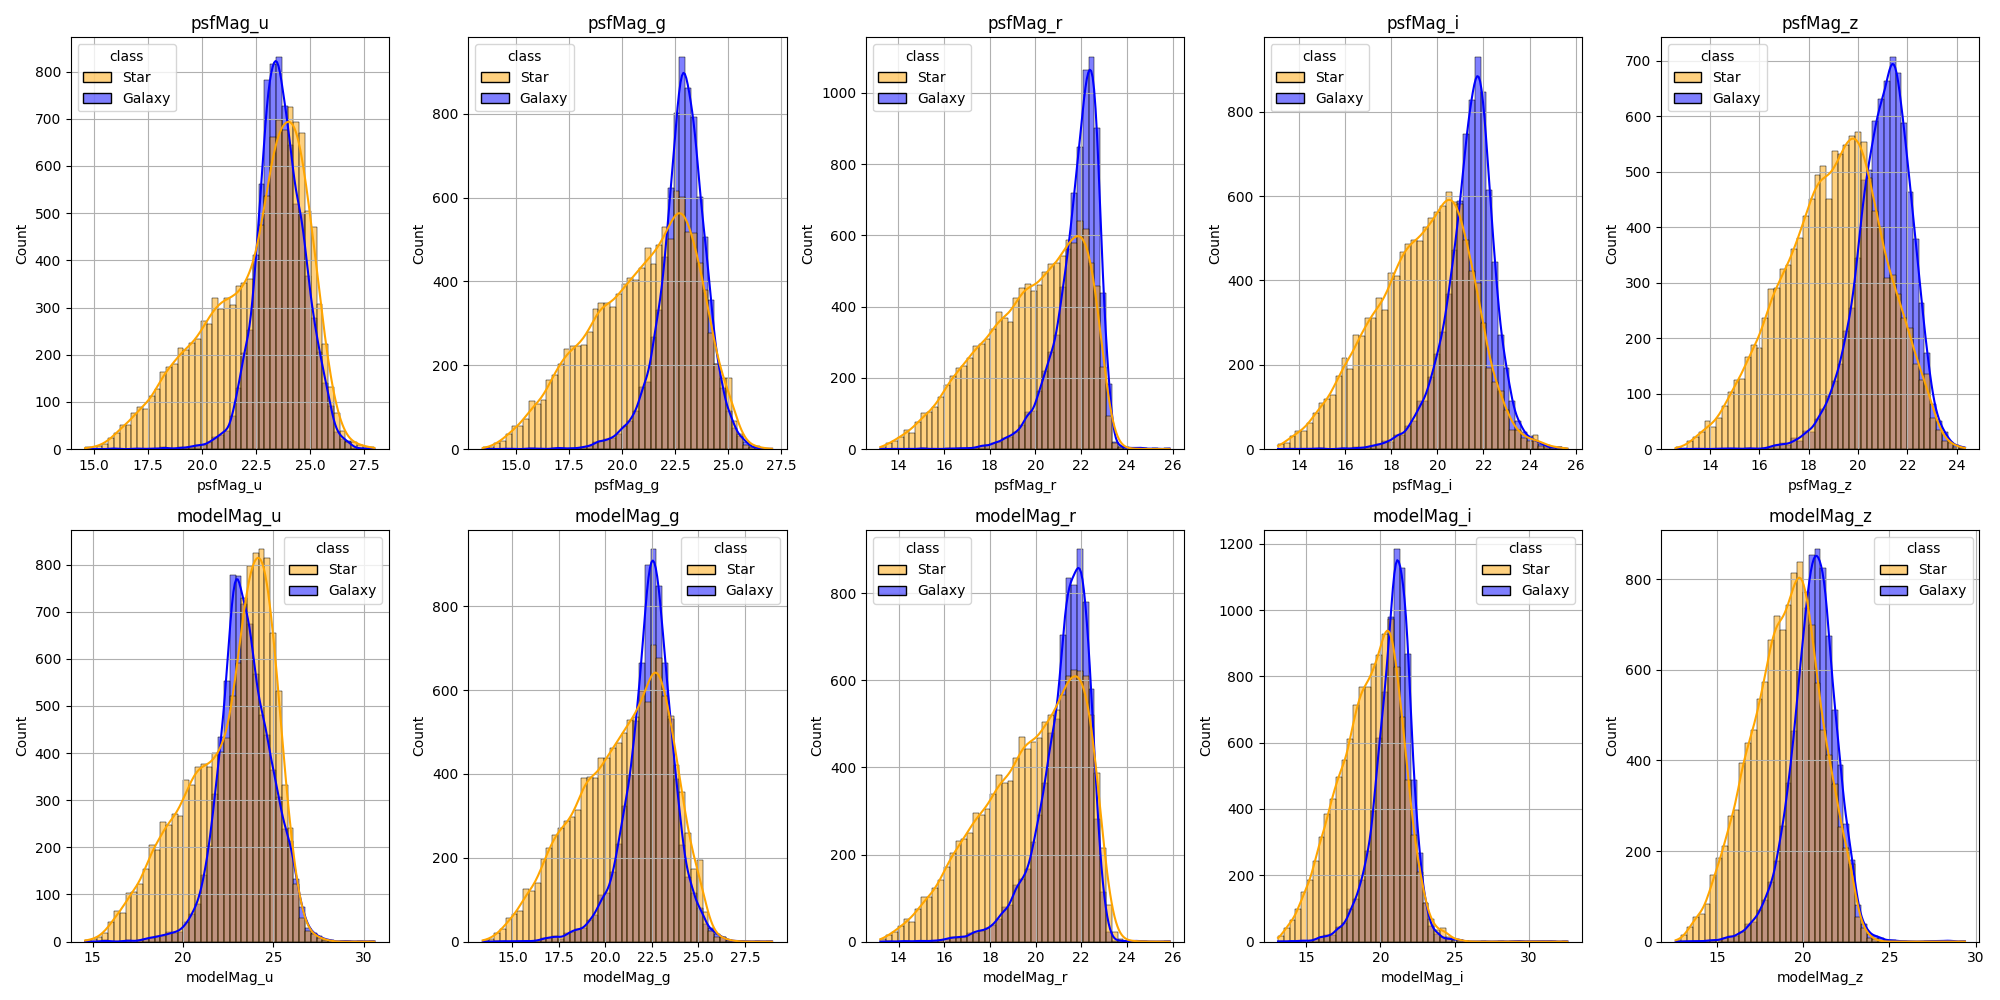 psfMag_u psfMag_g psfMag_r psfMag_i psfMag_z
class class class class class
Star Star Star Star Star
Galaxy Galaxy Galaxy Galaxy Galaxy
Count
800
700
600
500
400
300
200
100
0
15.0 17.5 20.0 22.5 25.0 27.5
psfMag_u
Count
800
600
400
200
0
15.0 17.5 20.0 22.5 25.0 27.5
psfMag_g
Count
1000
800
600
400
200
0
14 16 18 20 22 24 26
psfMag_r
Count
800
600
400
200
0
14 16 18 20 22 24 26
psfMag_i
Count
700
600
500
400
300
200
100
0
14 16 18 20 22 24
psfMag_z
modelMag_u modelMag_g modelMag_r modelMag_i modelMag_z
class class class class class
Star Star Star Star Star
Galaxy Galaxy Galaxy Galaxy Galaxy
Count
800
700
600
500
400
300
200
100
0
15 20 25 30
modelMag_u
Count
800
600
400
200
0
15.0 17.5 20.0 22.5 25.0 27.5
modelMag_g
Count
800
600
400
200
0
14 16 18 20 22 24 26
modelMag_r
Count
1200
1000
800
600
400
200
0
15 20 25 30
modelMag_i
Count
800
600
400
200
0
15 20 25 30
modelMag_z